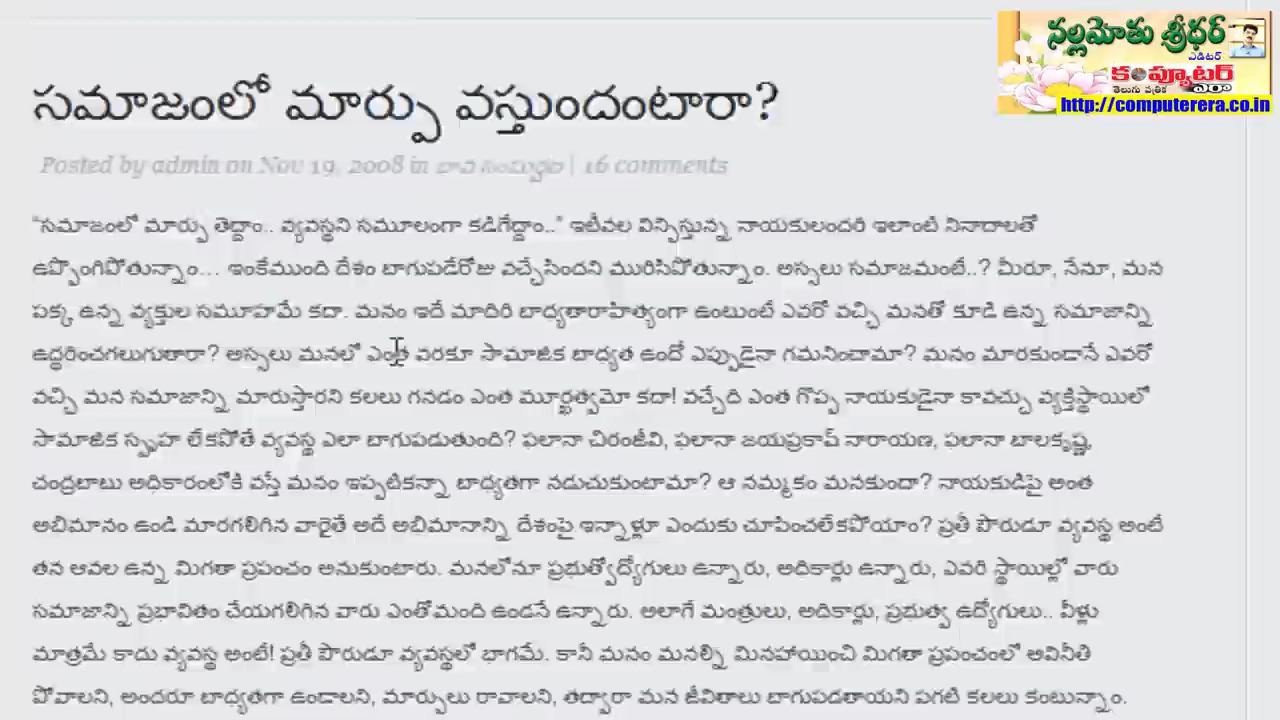 నల్లమోతు శ్రీధర్
ఎడిటర్
కంప్యూటర్
తెలుగు పత్రిక ఎరా
http://computerera.co.in
సమాజంలో మార్పు వస్తుందంటారా?
Posted by admin on Nov 19, 2008 in | 16 comments
“సమాజంలో మార్పు తెద్దాం.. వ్యవస్థని సమూలంగా కడిగేద్దాం..” ఇటీవల విన్పిస్తున్న నాయకులందరి ఇలాంటి నినాదాలతో
ఉప్పొంగిపోతున్నాం… ఇంకేముంది దేశం బాగుపడేరోజు వచ్చేసిందని మురిసిపోతున్నాం. అస్సలు సమాజమంటే..? మీరూ, నేనూ, మన
పక్క ఉన్న వ్యక్తుల సమూహమే కదా. మనం ఇదే మాదిరి బాధ్యతారాహిత్యంగా ఉంటుంటే ఎవరో వచ్చి మనతో కూడి ఉన్న సమాజాన్ని
ఉద్ధరించగలుగుతారా? అస్సలు మనలో ఎంత వరకూ సామాజిక బాధ్యత ఉందో ఎప్పుడైనా గమనించామా? మనం మారకుండానే ఎవరో
వచ్చి మన సమాజాన్ని మారుస్తారని కలలు గనడం ఎంత మూర్ఖత్వమో కదా! వచ్చేది ఎంత గొప్ప నాయకుడైనా కావచ్చు వ్యక్తిస్థాయిలో
సామాజిక స్పృహ లేకపోతే వ్యవస్థ ఎలా బాగుపడుతుంది? ఫలానా చిరంజీవి, ఫలానా జయప్రకాష్ నారాయణ, ఫలానా బాలకృష్ణ,
చంద్రబాబు అధికారంలోకి వస్తే మనం ఇప్పటికన్నా బాధ్యతగా నడుచుకుంటామా? ఆ నమ్మకం మనకుందా? నాయకుడిపై అంత
అభిమానం ఉండి మారగలిగిన వారైతే అదే అభిమానాన్ని దేశంపై ఇన్నాళ్లూ ఎందుకు చూపించలేకపోయాం? ప్రతీ పౌరుడూ వ్యవస్థ అంటే
తన ఆవల ఉన్న మిగతా ప్రపంచం అనుకుంటారు. మనలోనూ ప్రభుత్వోద్యోగులు ఉన్నారు, అధికార్లు ఉన్నారు, ఎవరి స్థాయిల్లో వారు
సమాజాన్ని ప్రభావితం చేయగలిగిన వారు ఎంతోమంది ఉండనే ఉన్నారు. అలాగే మంత్రులు, అధికార్లు, ప్రభుత్వ ఉద్యోగులు.. వీళ్లు
మాత్రమే కాదు వ్యవస్థ అంటే! ప్రతీ పౌరుడూ వ్యవస్థలో భాగమే. కానీ మనం మనల్ని మినహాయించి మిగతా ప్రపంచంలో అవినీతి
పోవాలని, అందరూ బాధ్యతగా ఉండాలని, మార్పులు రావాలని, తద్వారా మన జీవితాలు బాగుపడతాయని పగటి కలలు కంటున్నాం.